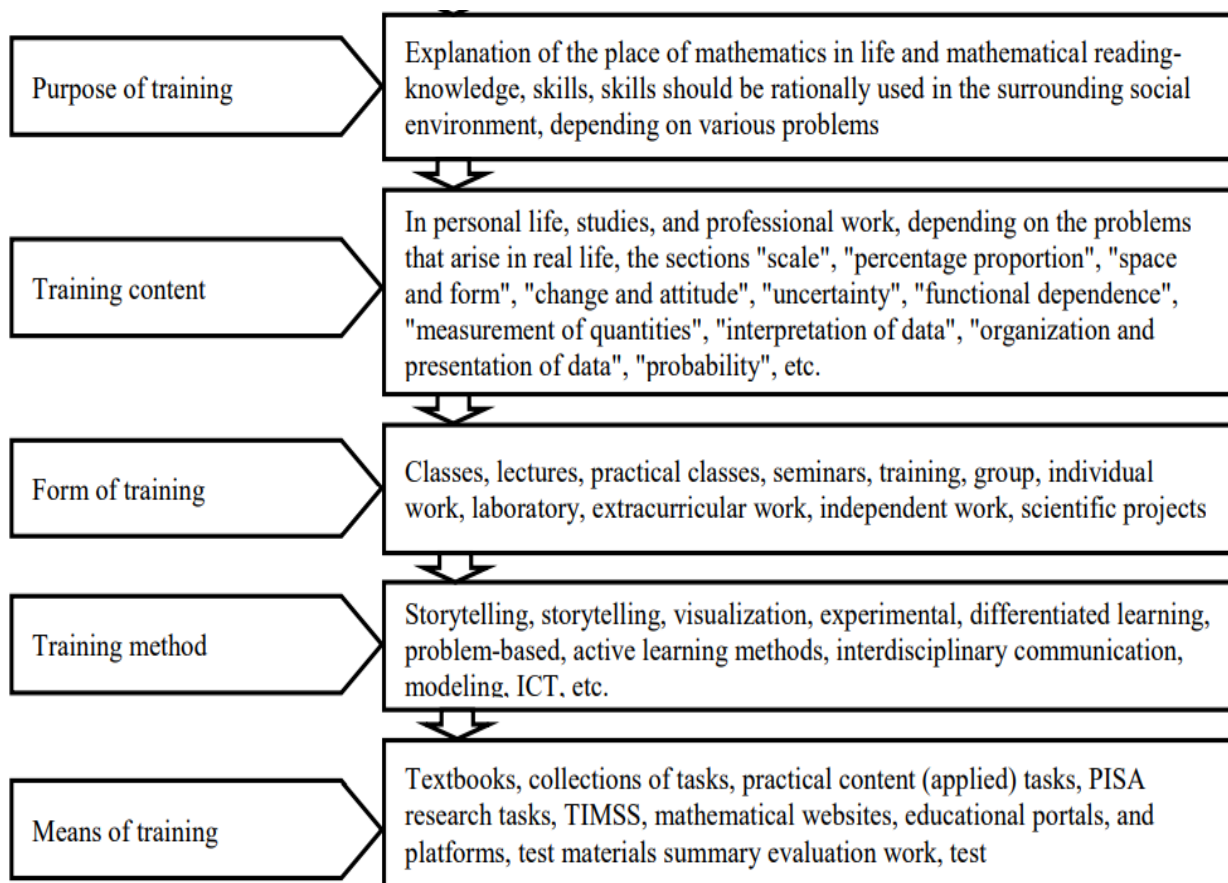 Purpose of training
Explanation of the place of mathematics in life and mathematical reading-
knowledge, skills, skills should be rationally used in the surrounding social
environment, depending on various problems
Training content
In personal life, studies, and professional work, depending on the problems
that arise in real life, the sections "scale", "percentage proportion", "space
and form", "change and attitude", "uncertainty", "functional dependence",
"measurement of quantities", "interpretation of data", "organization and
presentation of data", "probability", etc.
Form of training
Classes, lectures, practical classes, seminars, training, group, individual
work, laboratory, extracurricular work, independent work, scientific projects
Training method
Storytelling, storytelling, visualization, experimental, differentiated learning,
problem-based, active learning methods, interdisciplinary communication,
modeling, ICT, etc.
Means of training
Textbooks, collections of tasks, practical content (applied) tasks, PISA
research tasks, TIMSS, mathematical websites, educational portals, and
platforms, test materials summary evaluation work, test